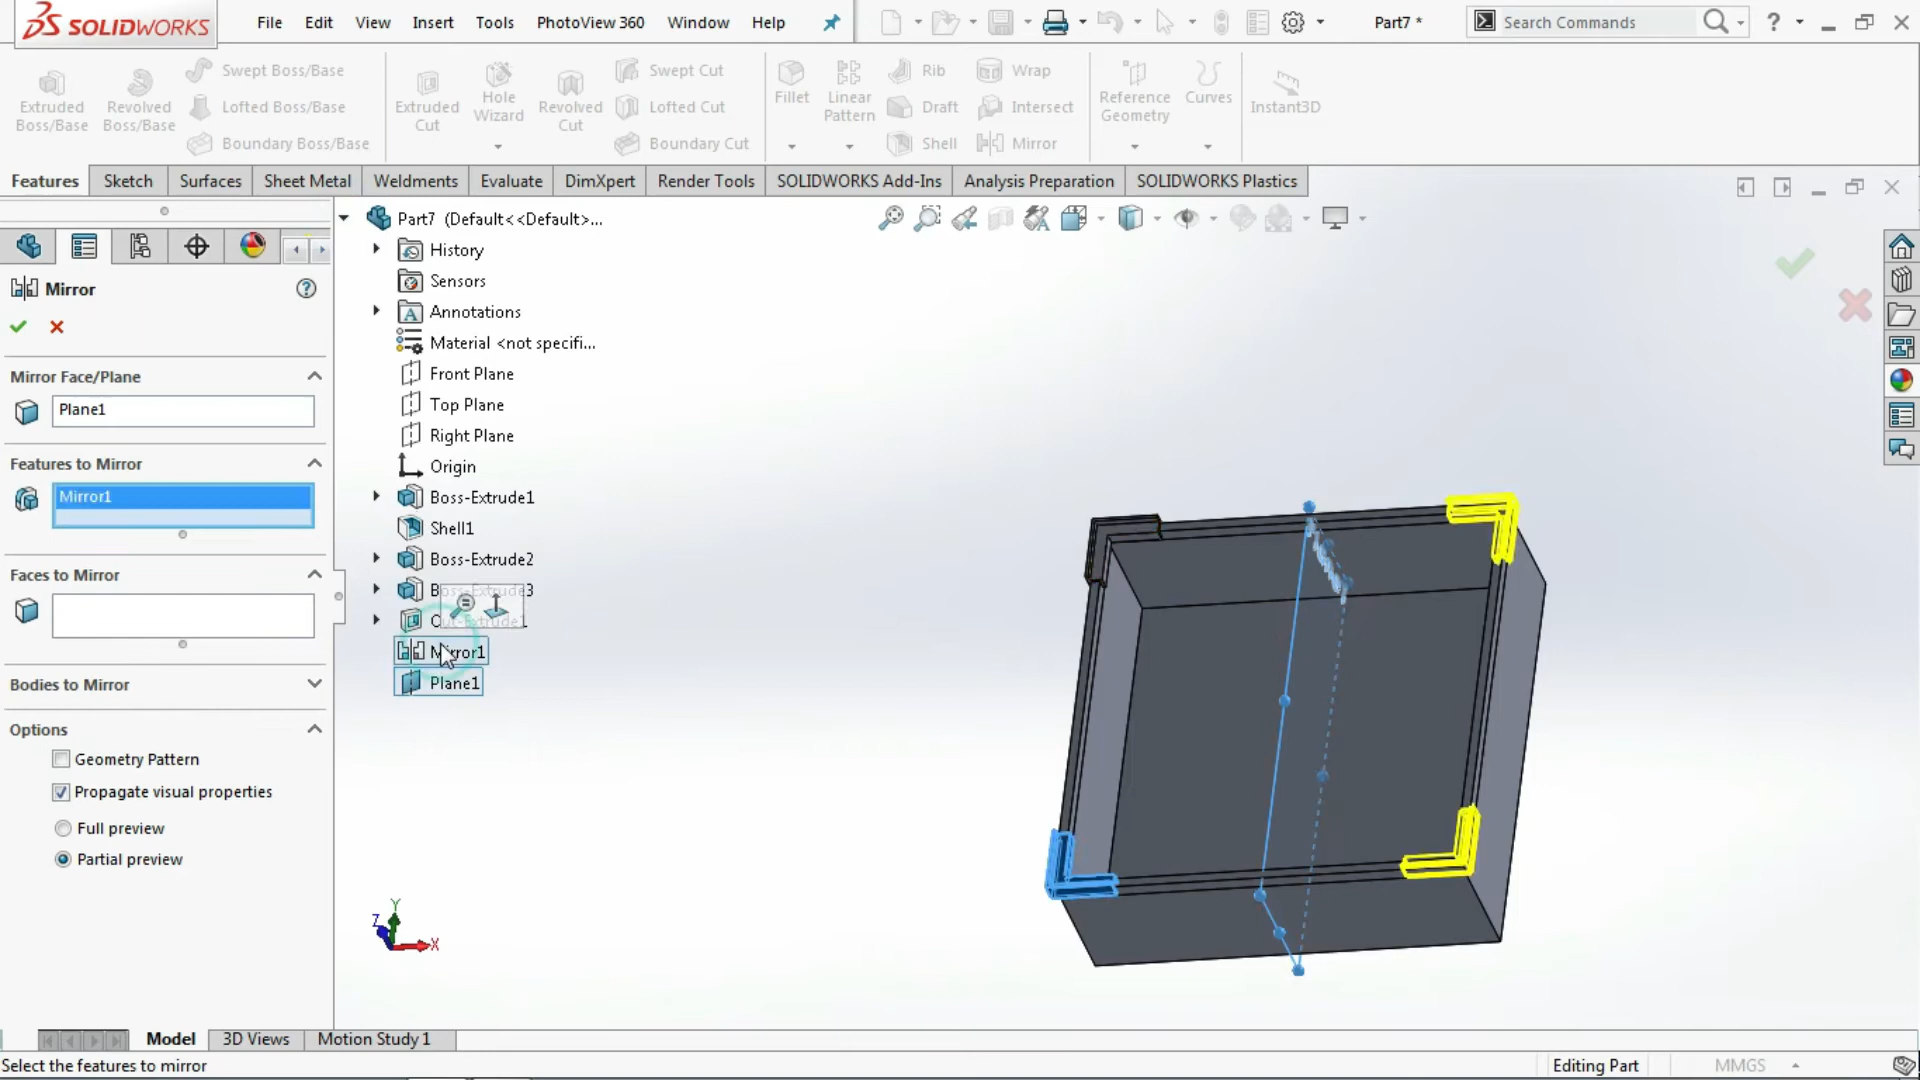 SOLIDWORKS
File Edit View Insert Tools PhotoView 360 Window Help
Part7 *
Search Commands
Extruded Boss/Base
Revolved Boss/Base
Swept Boss/Base
Lofted Boss/Base
Boundary Boss/Base
Extruded Cut
Hole Wizard
Revolved Cut
Swept Cut
Lofted Cut
Boundary Cut
Fillet
Linear Pattern
Rib
Draft
Shell
Wrap
Intersect
Mirror
Reference Geometry
Curves
Instant3D
Features Sketch Surfaces Sheet Metal Weldments Evaluate DimXpert Render Tools SOLIDWORKS Add-Ins Analysis Preparation SOLIDWORKS Plastics
Mirror
Mirror Face/Plane
Plane1
Features to Mirror
Mirror1
Faces to Mirror
Bodies to Mirror
Options
Geometry Pattern
Propagate visual properties
Full preview
Partial preview
Part7 (Default<<Default>...
History
Sensors
Annotations
Material <not specifi...
Front Plane
Top Plane
Right Plane
Origin
Boss-Extrude1
Shell1
Boss-Extrude2
Boss-Extrude3
Cut-Extrude1
Mirror1
Plane1
Y
Z
X
Model 3D Views Motion Study 1
Select the features to mirror
Editing Part
MMGS